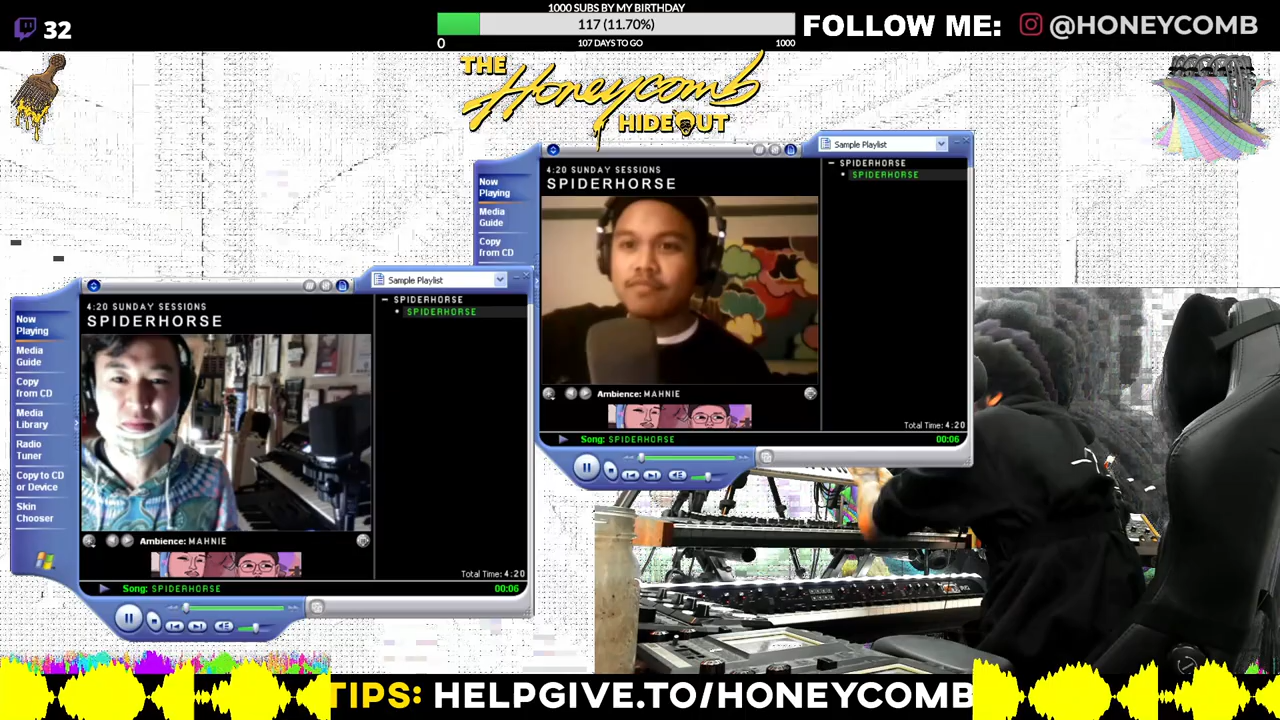 32
1000 SUBS BY MY BIRTHDAY
117 (11.70%)
0
107 DAYS TO GO
1000
FOLLOW ME:
@HONEYCOMB
THE
Honeycomb
HIDEOUT
Sample Playlist
4:20 SUNDAY SESSIONS
SPIDERHORSE
Now
Playing
Media
Guide
Copy
from CD
SPIDERHORSE
SPIDERHORSE
Ambience: MAHNIE
Total Time: 4:20
Song: SPIDERHORSE
00:06
Sample Playlist
4:20 SUNDAY SESSIONS
SPIDERHORSE
Now
Playing
Media
Guide
Copy
from CD
Media
Library
Radio
Tuner
Copy to CD
or Device
Skin
Chooser
SPIDERHORSE
SPIDERHORSE
Ambience: MAHNIE
Total Time: 4:20
Song: SPIDERHORSE
00:06
TIPS: HELPGIVE.TO/HONEYCOMB